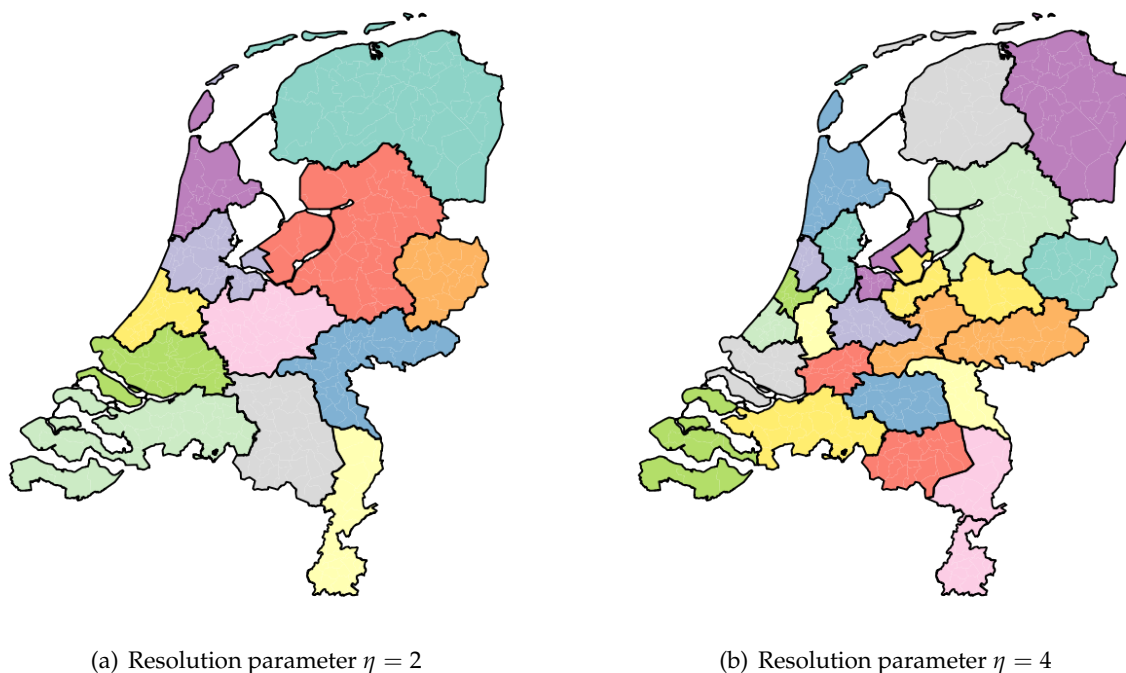 (a) Resolution parameter η = 2
(b) Resolution parameter η = 4